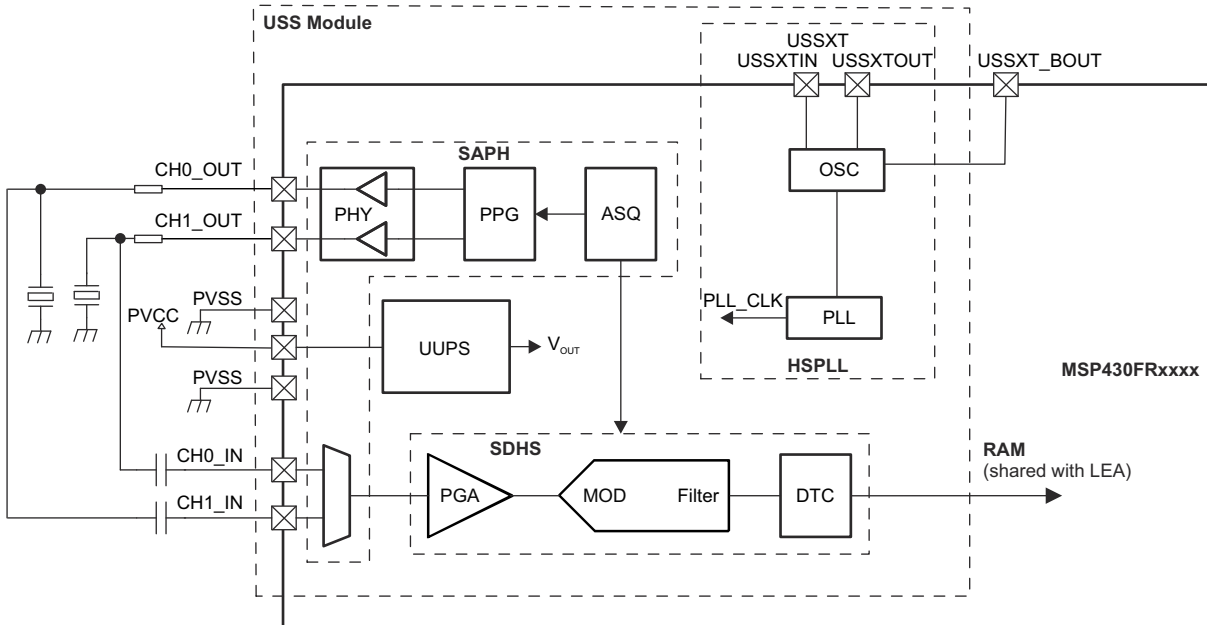 USS Module
USSXT
USSXTIN
USSXTOUT
USSXT_BOUT
SAPH
CH0_OUT
OSC
PHY
PPG
ASQ
CH1_OUT
PVSS
PLL_CLK
PVCC
PLL
UUPS
VOUT
HSPLL
PVSS
MSP430FRxxxx
SDHS
CH0_IN
RAM
(shared with LEA)
PGA
MOD
Filter
DTC
CH1_IN